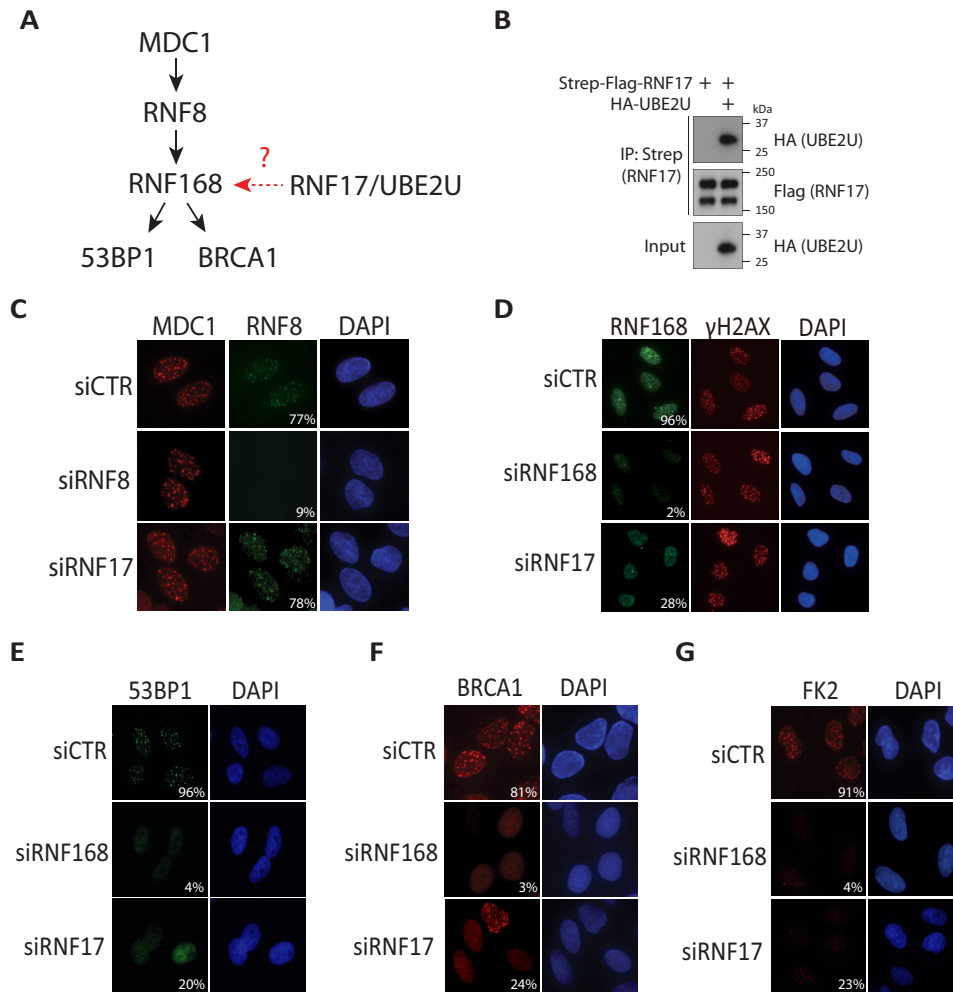 A
MDC1
RNF8
?
RNF168
RNF17/UBE2U
53BP1 BRCA1
B
Strep-Flag-RNF17 + +
HA-UBE2U +
kDa
IP: Strep
(RNF17)
37
25
HA (UBE2U)
250
150
Flag (RNF17)
Input
37
25
HA (UBE2U)
C
MDC1 RNF8 DAPI
siCTR
77%
siRNF8
9%
siRNF17
78%
D
RNF168 γH2AX DAPI
siCTR
96%
siRNF168
2%
siRNF17
28%
E
53BP1 DAPI
siCTR
96%
siRNF168
4%
siRNF17
20%
F
BRCA1 DAPI
siCTR
81%
siRNF168
3%
siRNF17
24%
G
FK2 DAPI
siCTR
91%
siRNF168
4%
siRNF17
23%